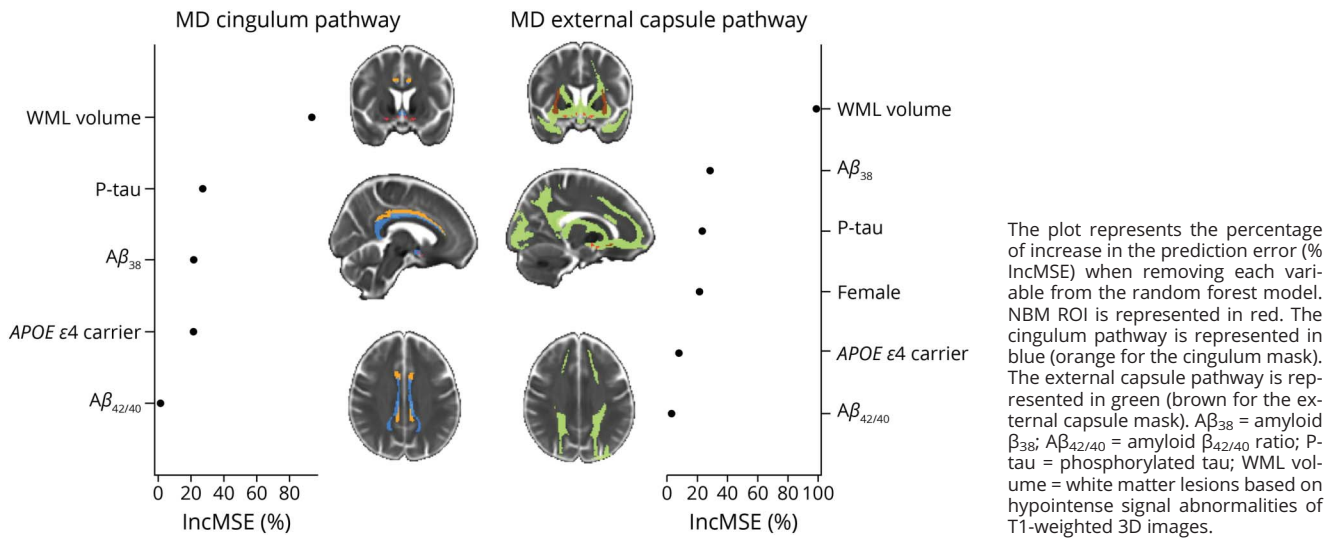 MD cingulum pathway
WML volume
P-tau
Aβ38
APOE ε4 carrier
Aβ42/40
0 20 40 60 80
IncMSE (%)
MD external capsule pathway
WML volume
Aβ38
P-tau
Female
APOE ε4 carrier
Aβ42/40
0 20 40 60 80 100
IncMSE (%)
The plot represents the percentage
of increase in the prediction error (%
IncMSE) when removing each vari-
able from the random forest model.
NBM ROI is represented in red. The
cingulum pathway is represented in
blue (orange for the cingulum mask).
The external capsule pathway is rep-
resented in green (brown for the ex-
ternal capsule mask). Aβ38 = amyloid
β38; Aβ42/40 = amyloid β42/40 ratio; P-
tau = phosphorylated tau; WML vol-
ume = white matter lesions based on
hypointense signal abnormalities of
T1-weighted 3D images.